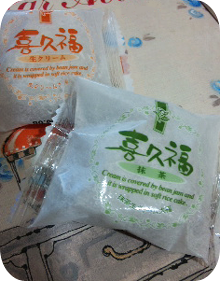 喜久福
生クリーム
Cream is covered by bean jam and
it is wrapped in soft rice cake.
喜久福
抹茶
Cream is covered by bean jam and
it is wrapped in soft rice cake.